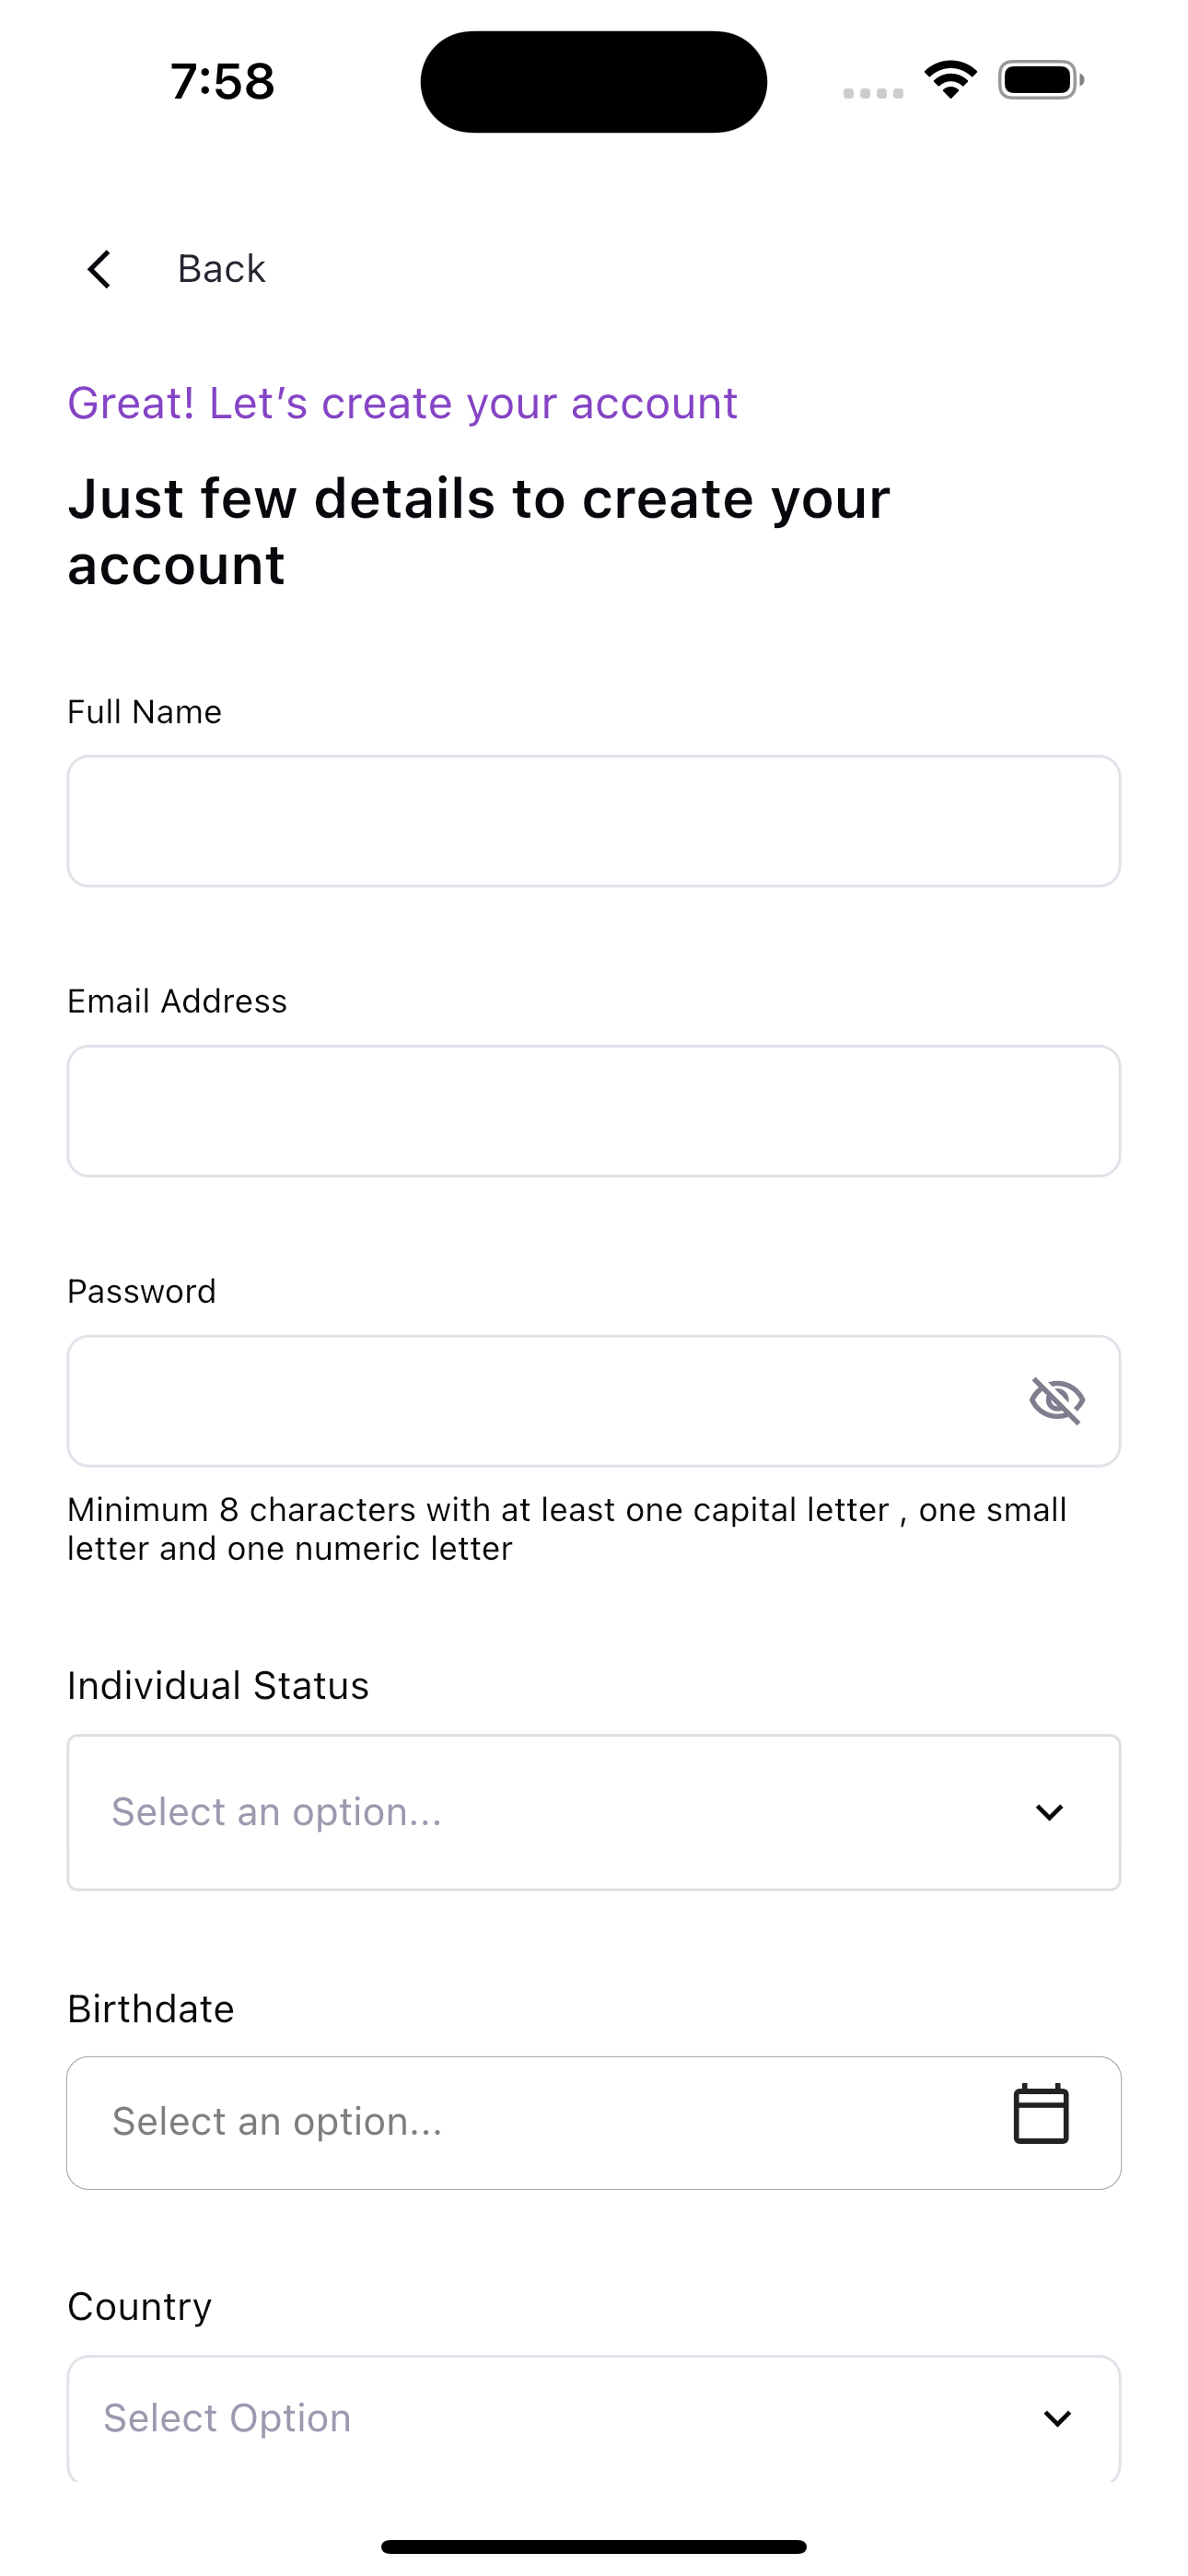 7:58
Back
Great! Let’s create your account
Just few details to create your
account
Full Name
Email Address
Password
Minimum 8 characters with at least one capital letter , one small
letter and one numeric letter
Individual Status
Select an option...
Birthdate
Select an option...
Country
Select Option